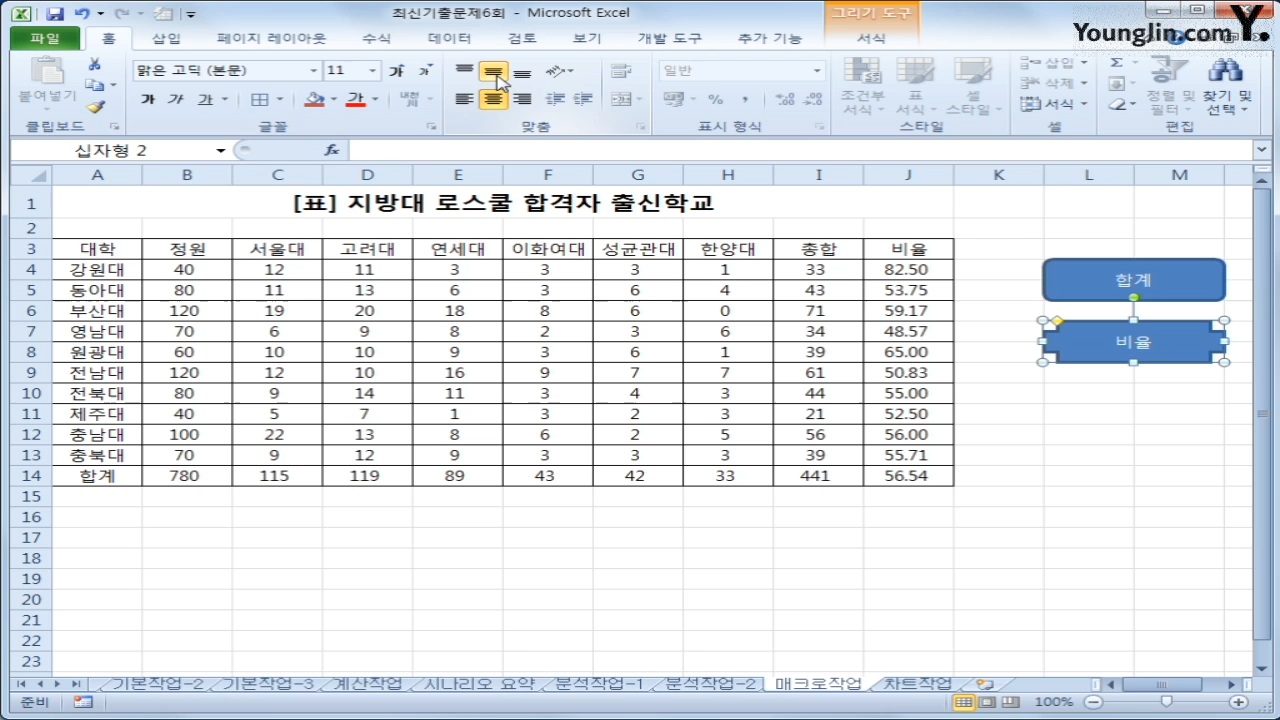 최신기출문제6회 - Microsoft Excel
그리기 도구
Younglin.com Y.
파일 홈 삽입 페이지 레이아웃 수식 데이터 검토 보기 개발 도구 추가 기능 서식
맑은 고딕 (본문) 11 가 가 일반 삽입
붙여넣기 가 가 가 가 % , 조건부 서식 표 서식 셀 스타일 삭제 서식 정렬 및 필터 찾기 및 선택
클립보드 글꼴 맞춤 표시 형식 스타일 셀 편집
십자형 2 fx
A B C D E F G H I J K L M
1 [표] 지방대 로스쿨 합격자 출신학교
2
3 대학 정원 서울대 고려대 연세대 이화여대 성균관대 한양대 총합 비율
4 강원대 40 12 11 3 3 3 1 33 82.50
합계
5 동아대 80 11 13 6 3 6 4 43 53.75
6 부산대 120 19 20 18 8 6 0 71 59.17
7 영남대 70 6 9 8 2 3 6 34 48.57
비율
8 원광대 60 10 10 9 3 6 1 39 65.00
9 전남대 120 12 10 16 9 7 7 61 50.83
10 전북대 80 9 14 11 3 4 3 44 55.00
11 제주대 40 5 7 1 3 2 3 21 52.50
12 충남대 100 22 13 8 6 2 5 56 56.00
13 충북대 70 9 12 9 3 3 3 39 55.71
14 합계 780 115 119 89 43 42 33 441 56.54
15
16
17
18
19
20
21
22
23
기본작업-2 기본작업-3 계산작업 시나리오 요약 분석작업-1 분석작업-2 매크로작업 차트작업
준비 100%